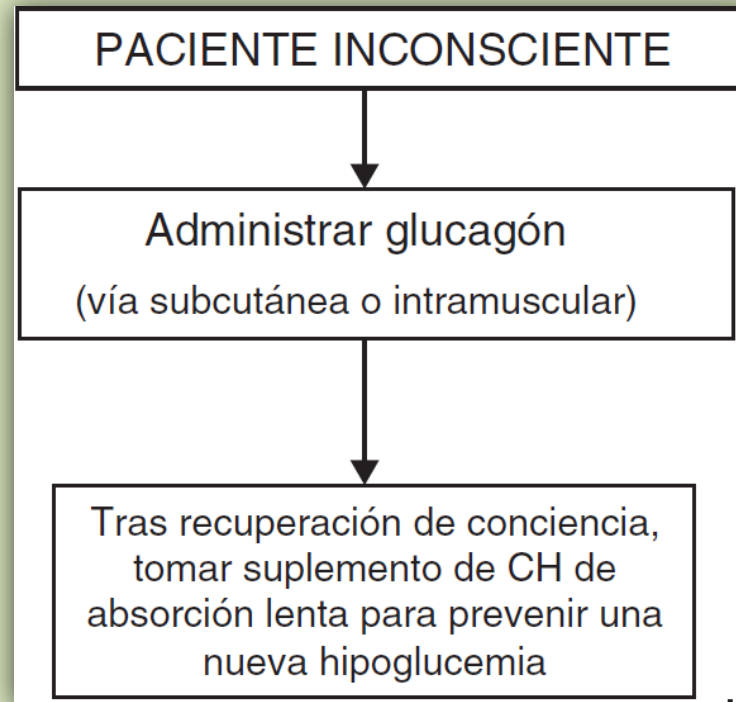 PACIENTE INCONSCIENTE
Administrar glucagón
(vía subcutánea o intramuscular)
Tras recuperación de conciencia,
tomar suplemento de CH de
absorción lenta para prevenir una
nueva hipoglucemia